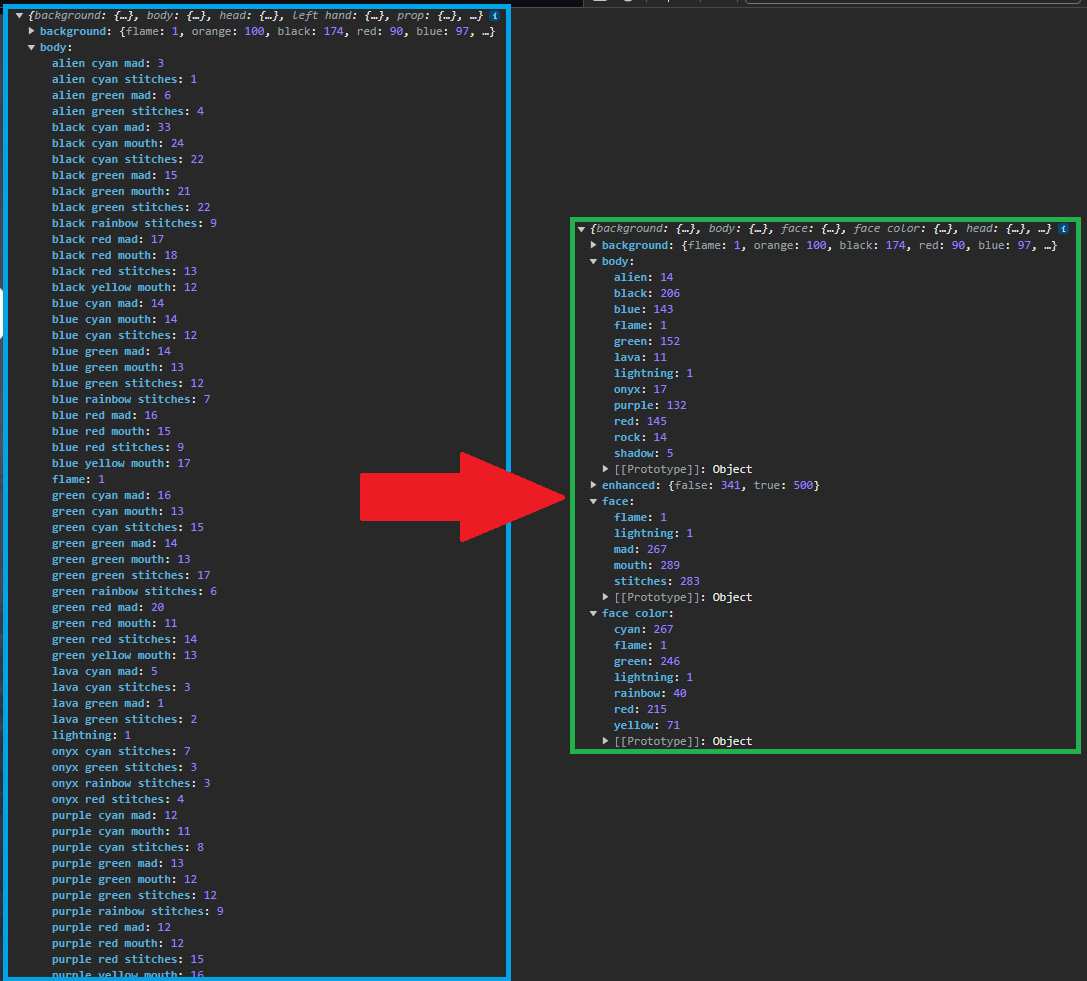 ▼ {background: {…}, body: {…}, head: {…}, left hand: {…}, prop: {…}, …} i
▶ background: {flame: 1, orange: 100, black: 174, red: 90, blue: 97, …}
▼ body:
alien cyan mad: 3
alien cyan stitches: 1
alien green mad: 6
alien green stitches: 4
black cyan mad: 33
black cyan mouth: 24
black cyan stitches: 22
black green mad: 15
black green mouth: 21
black green stitches: 22
black rainbow stitches: 9
black red mad: 17
black red mouth: 18
black red stitches: 13
black yellow mouth: 12
blue cyan mad: 14
blue cyan mouth: 14
blue cyan stitches: 12
blue green mad: 14
blue green mouth: 13
blue green stitches: 12
blue rainbow stitches: 7
blue red mad: 16
blue red mouth: 15
blue red stitches: 9
blue yellow mouth: 17
flame: 1
green cyan mad: 16
green cyan mouth: 13
green cyan stitches: 15
green green mad: 14
green green mouth: 13
green green stitches: 17
green rainbow stitches: 6
green red mad: 20
green red mouth: 11
green red stitches: 14
green yellow mouth: 13
lava cyan mad: 5
lava cyan stitches: 3
lava green mad: 1
lava green stitches: 2
lightning: 1
onyx cyan stitches: 7
onyx green stitches: 3
onyx rainbow stitches: 3
onyx red stitches: 4
purple cyan mad: 12
purple cyan mouth: 11
purple cyan stitches: 8
purple green mad: 13
purple green mouth: 12
purple green stitches: 12
purple rainbow stitches: 9
purple red mad: 12
purple red mouth: 12
purple red stitches: 15
purple yellow mouth: 16
▼ {background: {…}, body: {…}, face: {…}, face color: {…}, head: {…}, …} i
▶ background: {flame: 1, orange: 100, black: 174, red: 90, blue: 97, …}
▼ body:
alien: 14
black: 206
blue: 143
flame: 1
green: 152
lava: 11
lightning: 1
onyx: 17
purple: 132
red: 145
rock: 14
shadow: 5
▶ [[Prototype]]: Object
▶ enhanced: {false: 341, true: 500}
▼ face:
flame: 1
lightning: 1
mad: 267
mouth: 289
stitches: 283
▶ [[Prototype]]: Object
▼ face color:
cyan: 267
flame: 1
green: 246
lightning: 1
rainbow: 40
red: 215
yellow: 71
▶ [[Prototype]]: Object